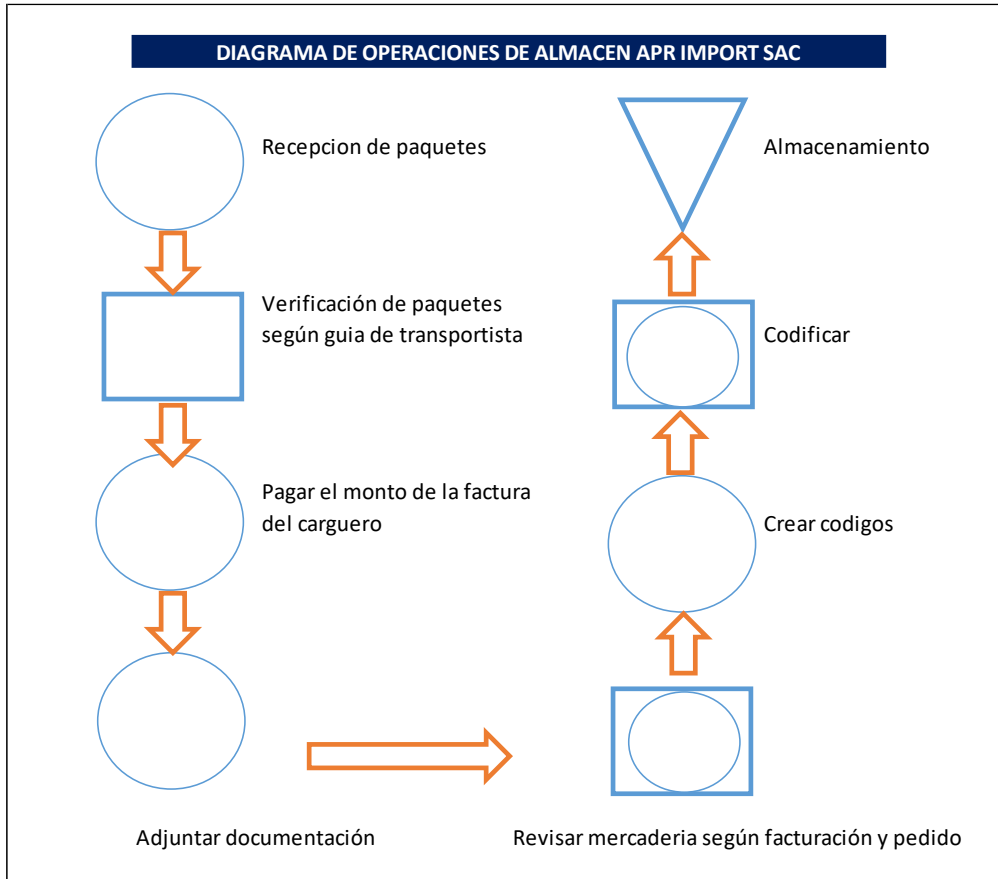 DIAGRAMA DE OPERACIONES DE ALMACEN APR IMPORT SAC
Recepcion de paquetes
Verificación de paquetes
según guia de transportista
Pagar el monto de la factura
del carguero
Adjuntar documentación
Revisar mercaderia según facturación y pedido
Crear codigos
Codificar
Almacenamiento